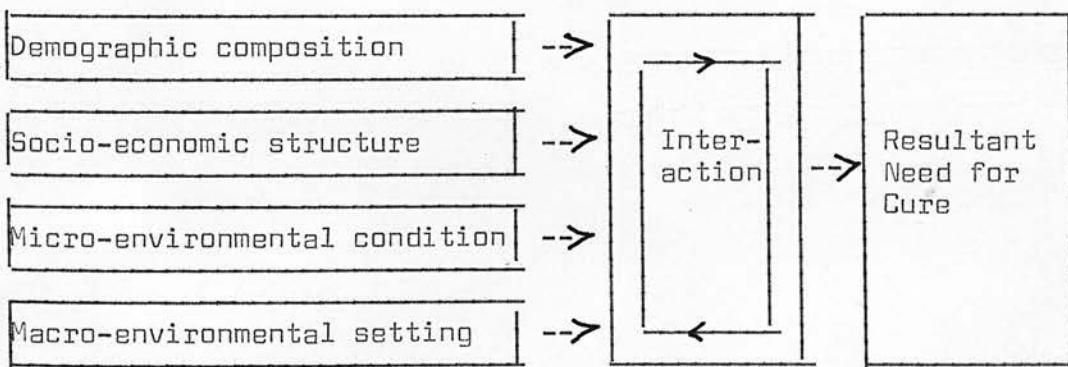 Demographic composition
Socio-economic structure
Micro-environmental condition
Macro-environmental setting
Inter-
action
Resultant
Need for
Cure